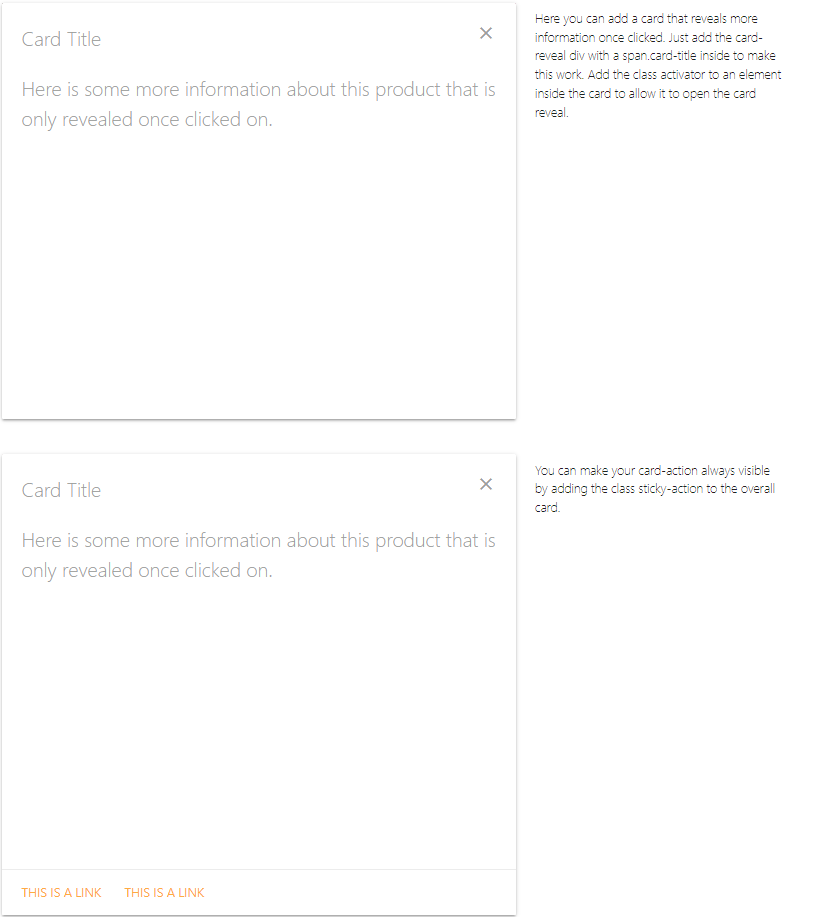 Card Title
Here is some more information about this product that is
only revealed once clicked on.
Here you can add a card that reveals more
information once clicked. Just add the card-
reveal div with a span.card-title inside to make
this work. Add the class activator to an element
inside the card to allow it to open the card
reveal.
Card Title
Here is some more information about this product that is
only revealed once clicked on.
THIS IS A LINK THIS IS A LINK
You can make your card-action always visible
by adding the class sticky-action to the overall
card.